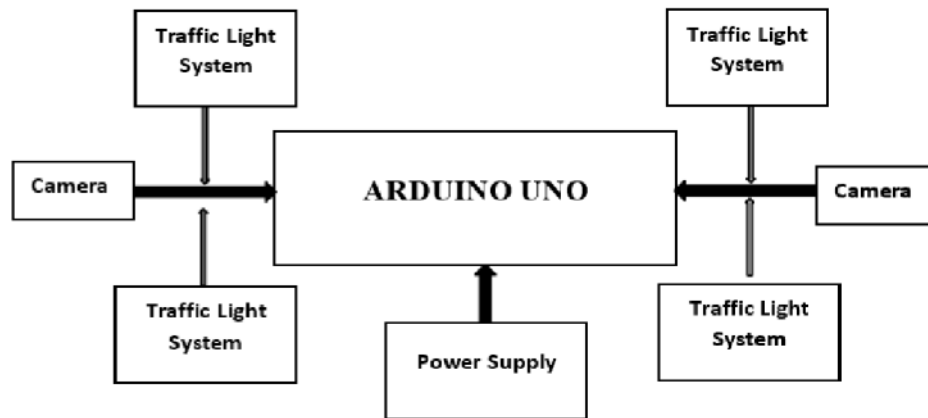 Traffic Light
System
Traffic Light
System
Camera
ARDUINO UNO
Camera
Traffic Light
System
Traffic Light
System
Power Supply